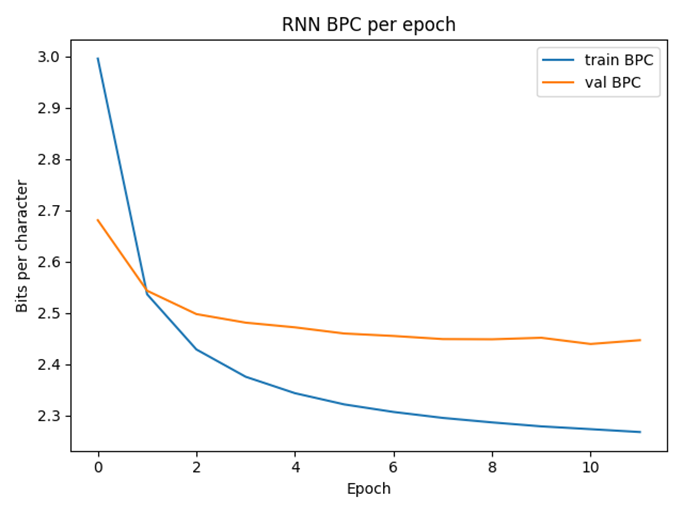 RNN BPC per epoch
train BPC
val BPC
3.0
2.9
2.8
2.7
2.6
2.5
2.4
2.3
Bits per character
0 2 4 6 8 10
Epoch